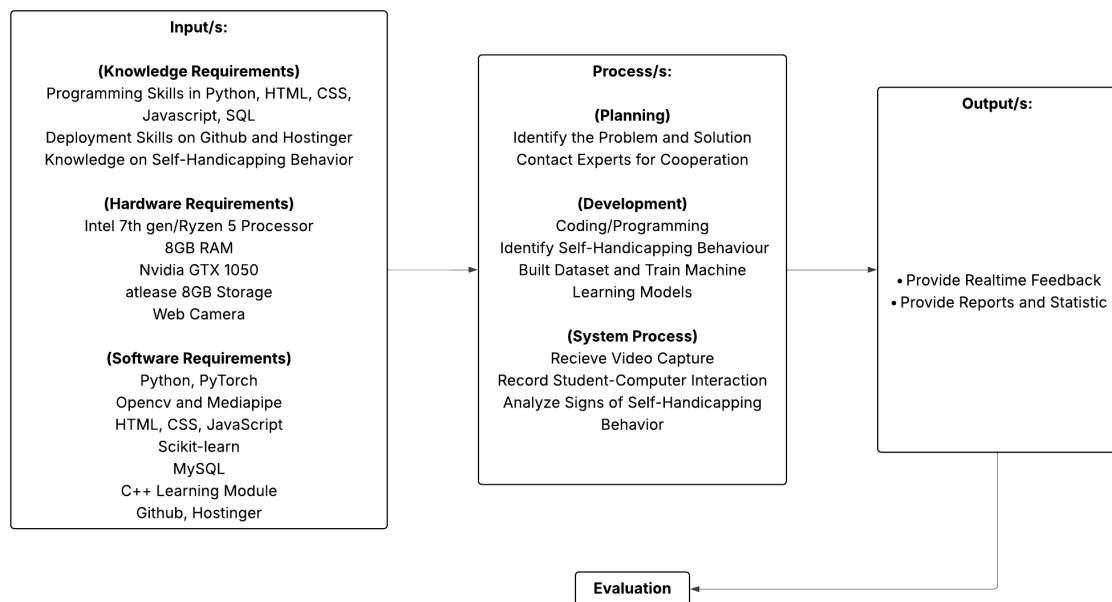 Input/s:
(Knowledge Requirements)
Programming Skills in Python, HTML, CSS,
Javascript, SQL
Deployment Skills on Github and Hostinger
Knowledge on Self-Handicapping Behavior
(Hardware Requirements)
Intel 7th gen/Ryzen 5 Processor
8GB RAM
Nvidia GTX 1050
atlease 8GB Storage
Web Camera
(Software Requirements)
Python, PyTorch
Opencv and Mediapipe
HTML, CSS, JavaScript
Scikit-learn
MySQL
C++ Learning Module
Github, Hostinger
Process/s:
(Planning)
Identify the Problem and Solution
Contact Experts for Cooperation
(Development)
Coding/Programming
Identify Self-Handicapping Behaviour
Built Dataset and Train Machine
Learning Models
(System Process)
Recieve Video Capture
Record Student-Computer Interaction
Analyze Signs of Self-Handicapping
Behavior
Output/s:
• Provide Realtime Feedback
• Provide Reports and Statistic
Evaluation